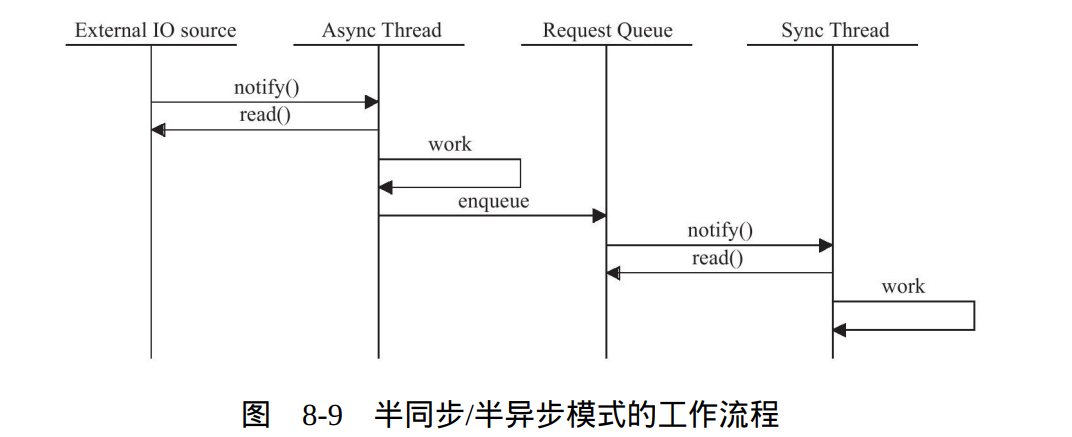 External IO source Async Thread Request Queue Sync Thread
notify()
read()
work
enqueue
notify()
read()
work
图 8-9 半同步/半异步模式的工作流程